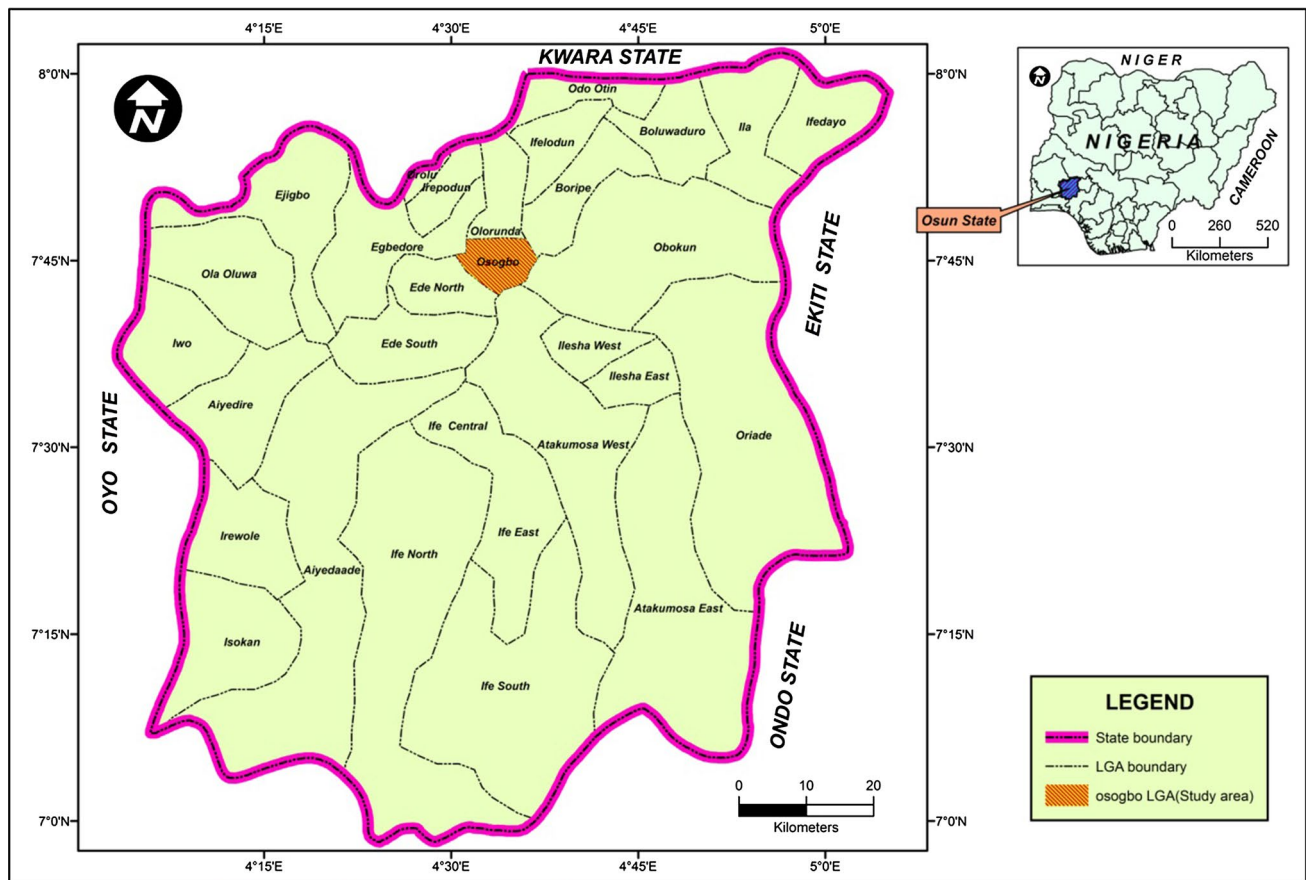 4°15'E
4°30'E
4°45'E
5°0'E
KWARA STATE
8°0'N
8°0'N
N
Odo Otin
Boluwaduro
Ila
Ifedayo
Ifelodun
Orolu
Irepodun
Boripe
Ejigbo
Olorunda
Egbedore
Obokun
Osogbo
7°45'N
7°45'N
Ola Oluwa
Ede North
EKITI STATE
Iwo
Ede South
Ilesha West
Ilesha East
Aiyedire
OYO STATE
Ife Central
Atakumosa West
Oriade
7°30'N
7°30'N
Irewole
Ife East
Ife North
Aiyedaade
Atakumosa East
7°15'N
7°15'N
Isokan
Ife South
ONDO STATE
0 10 20
Kilometers
7°0'N
7°0'N
4°15'E
4°30'E
4°45'E
5°0'E
NIGER
NIGERIA
CAMEROON
Osun State
0 260 520
Kilometers
LEGEND
State boundary
LGA boundary
osogbo LGA(Study area)